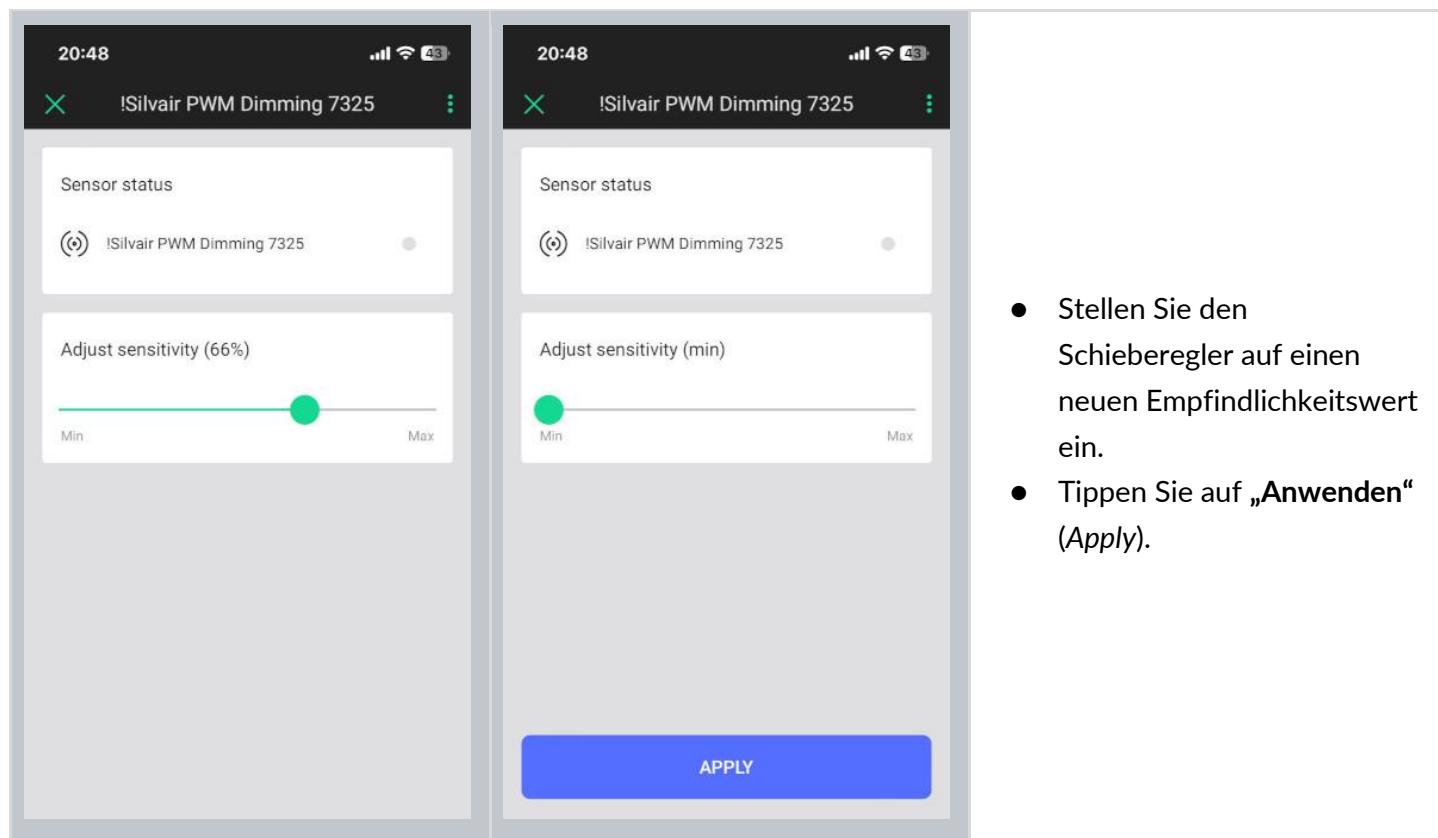 20:48
43
!Silvair PWM Dimming 7325
Sensor status
!Silvair PWM Dimming 7325
Adjust sensitivity (66%)
Min
Max
20:48
43
!Silvair PWM Dimming 7325
Sensor status
!Silvair PWM Dimming 7325
Adjust sensitivity (min)
Min
Max
APPLY
● Stellen Sie den
Schieberegler auf einen
neuen Empfindlichkeitswert
ein.
● Tippen Sie auf „Anwenden“
(Apply).